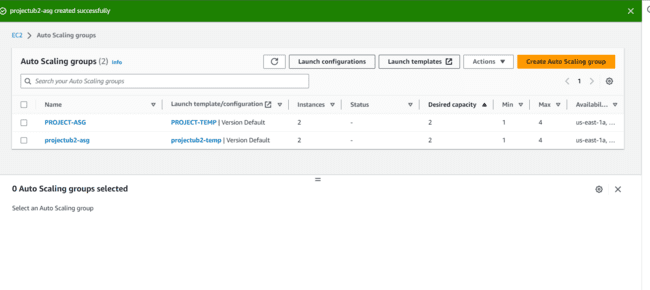 projectub2-asg created successfully
EC2 > Auto Scaling groups
Auto Scaling groups (2) Info
Launch configurations
Launch templates
Actions
Create Auto Scaling group
Search your Auto Scaling groups
1
Name Launch template/configuration Instances Status Desired capacity Min Max Availabil...
PROJECT-ASG PROJECT-TEMP | Version Default 2 - 2 1 4 us-east-1a, ...
projectub2-asg projectub2-temp | Version Default 2 - 2 1 4 us-east-1a, ...
0 Auto Scaling groups selected
Select an Auto Scaling group